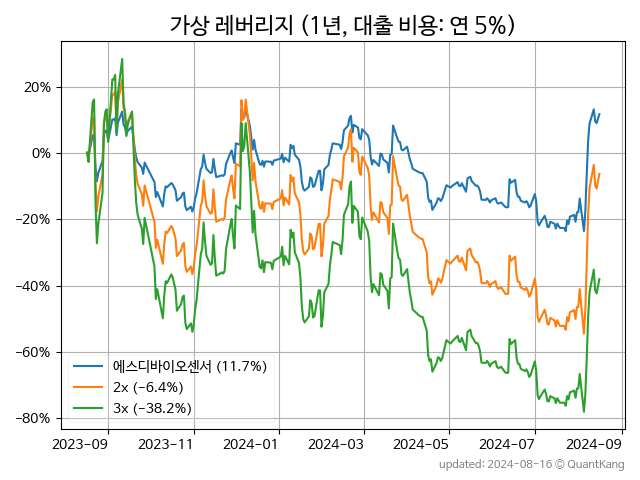 가상 레버리지 (1년, 대출 비용: 연 5%)
20%
0%
−20%
−40%
−60%
−80%
에스디바이오센서 (11.7%)
2x (−6.4%)
3x (−38.2%)
2023-09 2023-11 2024-01 2024-03 2024-05 2024-07 2024-09
updated: 2024-08-16 © QuantKang